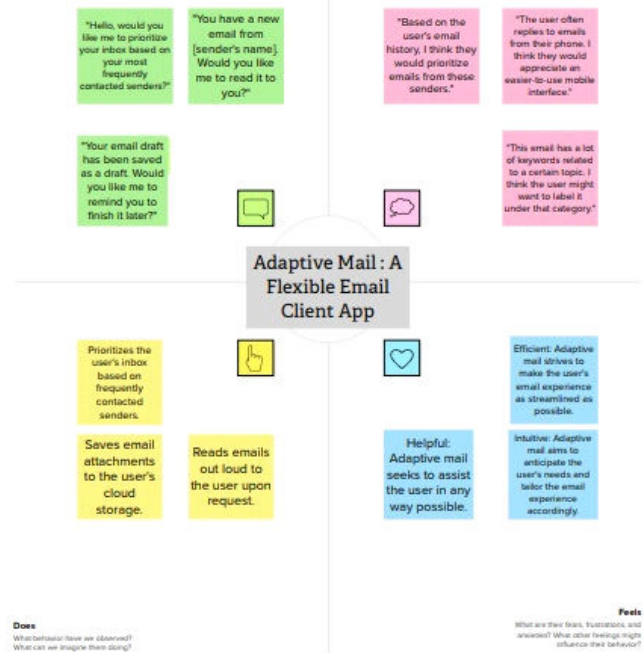 "Hello, would you
like me to prioritize
your inbox based on
your most
frequently
contacted senders?"
"You have a new
email from
[sender's name].
Would you like
me to read it to
you?"
"Based on the
user's email
history, I think they
would prioritize
emails from these
senders."
"The user often
replies to emails
from their phone. I
think they would
appreciate an
easier-to-use mobile
interface."
"Your email draft
has been saved
as a draft. Would
you like me to
remind you to
finish it later?"
"This email has a lot
of keywords related
to a certain topic. I
think the user might
want to label it
under that category."
Adaptive Mail : A
Flexible Email
Client App
Prioritizes the
user's inbox
based on
frequently
contacted
senders.
Saves email
attachments
to the user's
cloud
storage.
Reads emails
out loud to
the user upon
request.
Efficient: Adaptive
mail strives to
make the user's
email experience
as streamlined as
possible.
Helpful:
Adaptive mail
seeks to assist
the user in any
way possible.
Intuitive: Adaptive
mail aims to
anticipate the
user's needs and
tailor the email
experience
accordingly.
Does
What behavior have we observed?
What can we imagine them doing?
Feels
What are their fears, frustrations, and
anxieties? What other feelings might
influence their behavior?